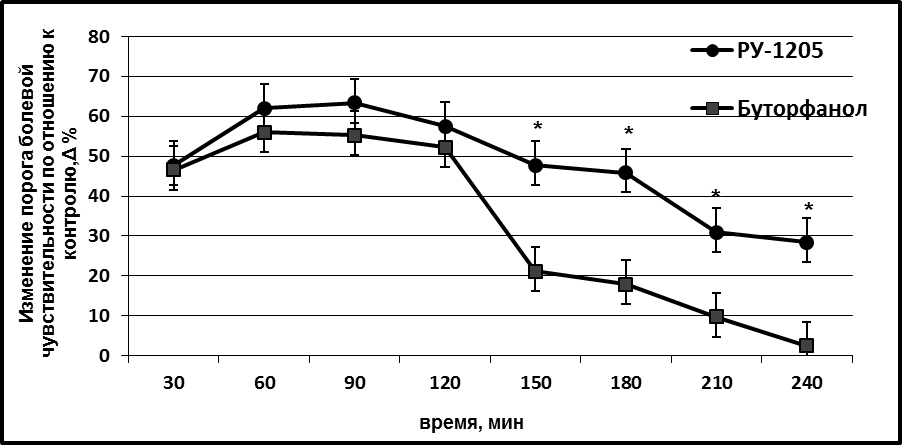 Изменение порога болевой
чувствительности по отношению к
контролю,Δ %
80
70
60
50
40
30
20
10
0
РУ-1205
Буторфанол
*
*
*
*
30 60 90 120 150 180 210 240
время, мин